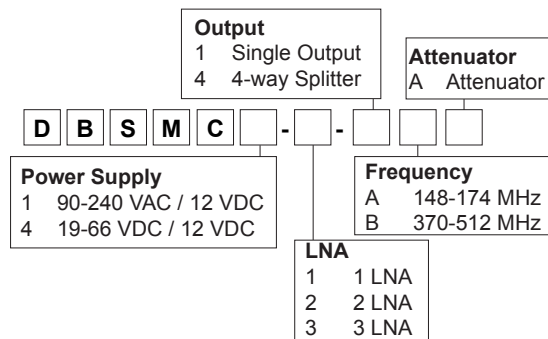 Output
1 Single Output
4 4-way Splitter
Attenuator
A Attenuator
D B S M C - -
Power Supply
1 90-240 VAC / 12 VDC
4 19-66 VDC / 12 VDC
Frequency
A 148-174 MHz
B 370-512 MHz
LNA
1 1 LNA
2 2 LNA
3 3 LNA